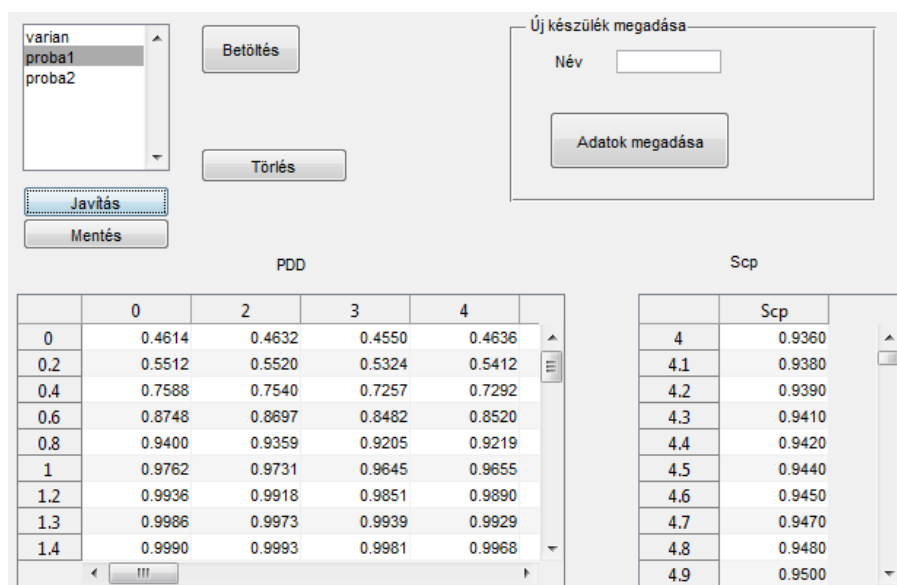 varian
proba1
proba2
Betöltés
Törlés
Javítás
Mentés
Új készülék megadása
Név
Adatok megadása
PDD
0 2 3 4
0 0.4614 0.4632 0.4550 0.4636
0.2 0.5512 0.5520 0.5324 0.5412
0.4 0.7588 0.7540 0.7257 0.7292
0.6 0.8748 0.8697 0.8482 0.8520
0.8 0.9400 0.9359 0.9205 0.9219
1 0.9762 0.9731 0.9645 0.9655
1.2 0.9936 0.9918 0.9851 0.9890
1.3 0.9986 0.9973 0.9939 0.9929
1.4 0.9990 0.9993 0.9981 0.9968
Scp
Scp
4 0.9360
4.1 0.9380
4.2 0.9390
4.3 0.9410
4.4 0.9420
4.5 0.9440
4.6 0.9450
4.7 0.9470
4.8 0.9480
4.9 0.9500